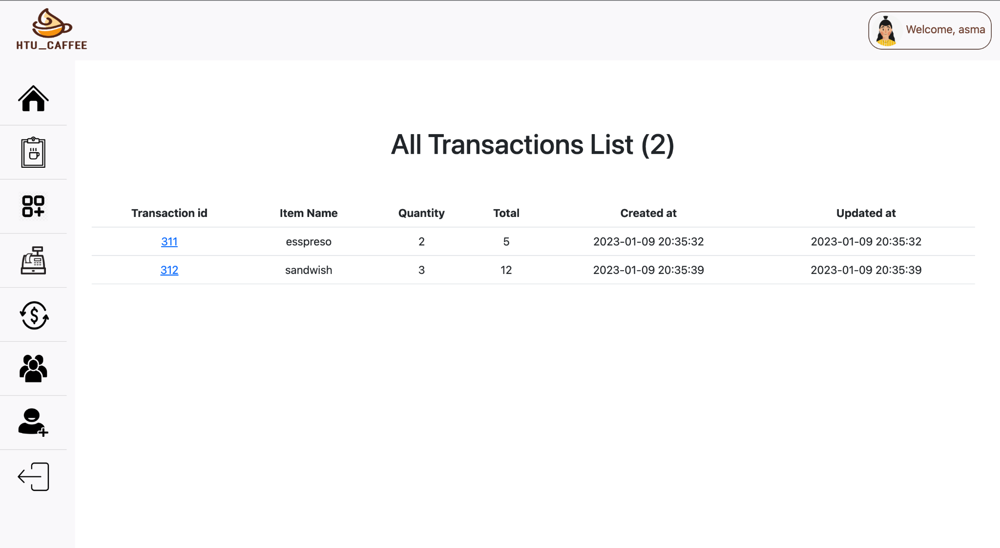 HTU_CAFFEE
Welcome, asma
All Transactions List (2)
Transaction id Item Name Quantity Total Created at Updated at
311 esspreso 2 5 2023-01-09 20:35:32 2023-01-09 20:35:32
312 sandwish 3 12 2023-01-09 20:35:39 2023-01-09 20:35:39